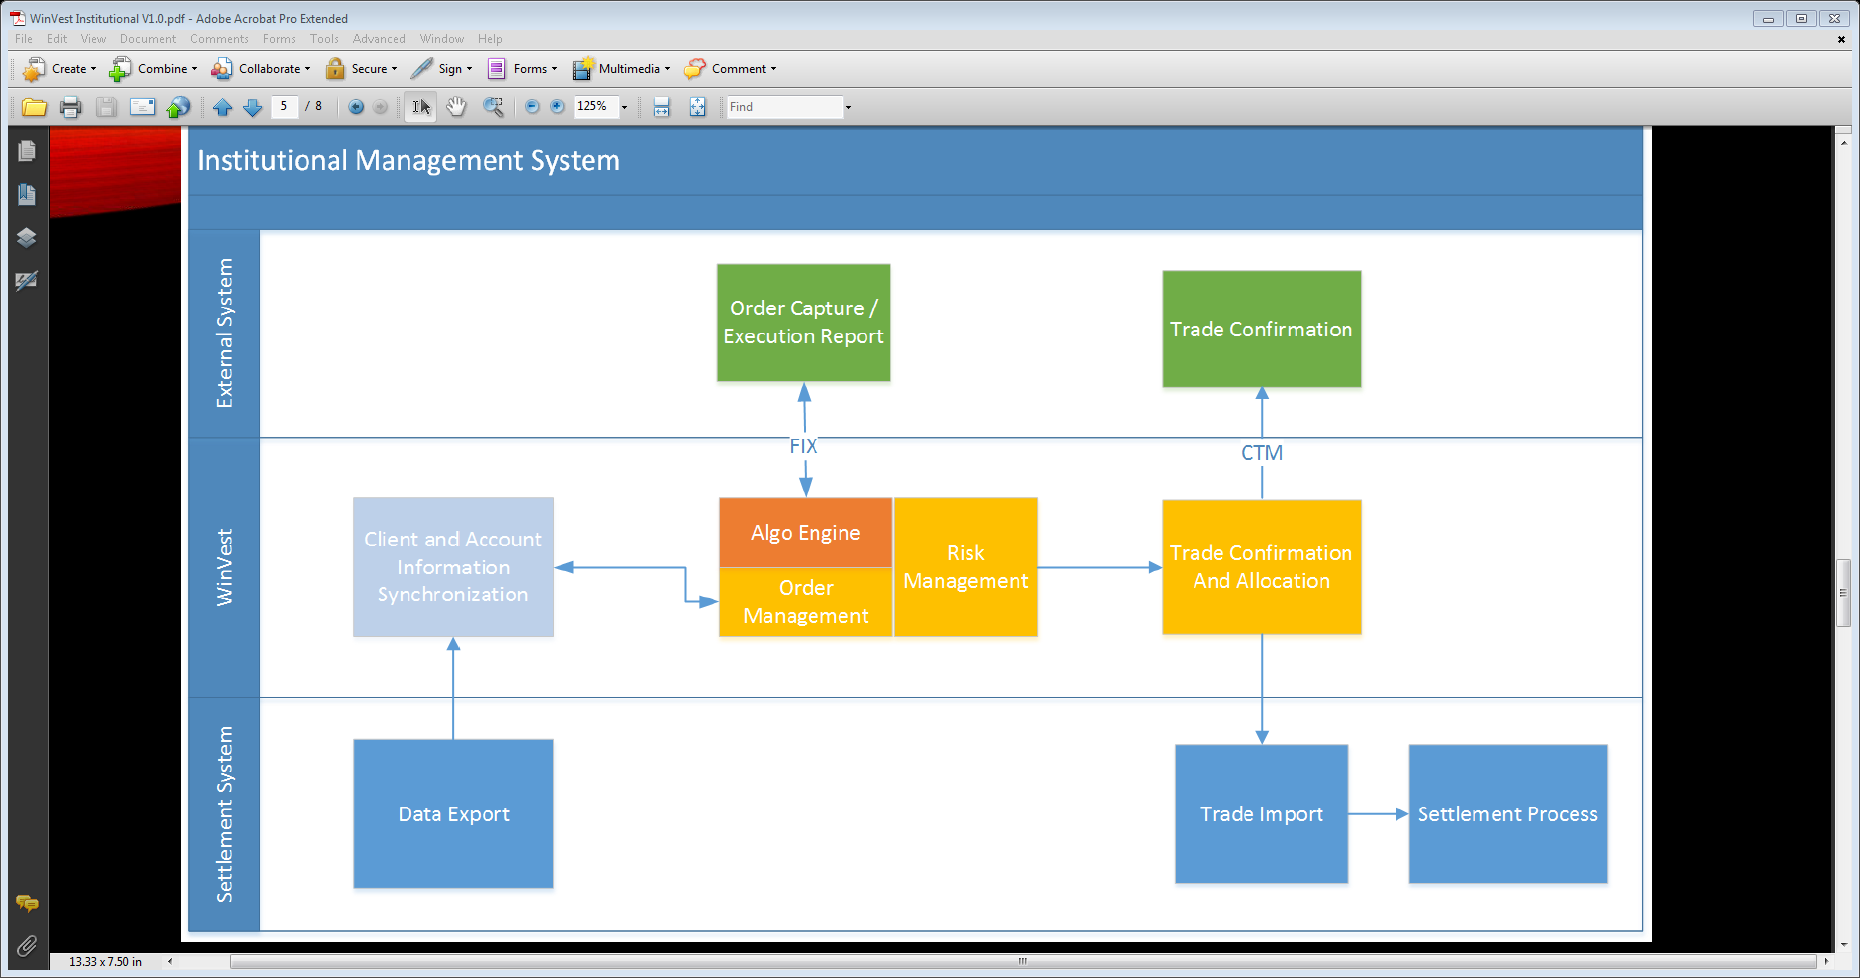 WinVest Institutional V1.0.pdf - Adobe Acrobat Pro Extended
File Edit View Document Comments Forms Tools Advanced Window Help
Create Combine Collaborate Secure Sign Forms Multimedia Comment
5 / 8 125% Find
Institutional Management System
External System
Order Capture /
Execution Report
Trade Confirmation
FIX
CTM
WinVest
Client and Account
Information
Synchronization
Algo Engine
Order
Management
Risk
Management
Trade Confirmation
And Allocation
Settlement System
Data Export
Trade Import
Settlement Process
13.33 x 7.50 in